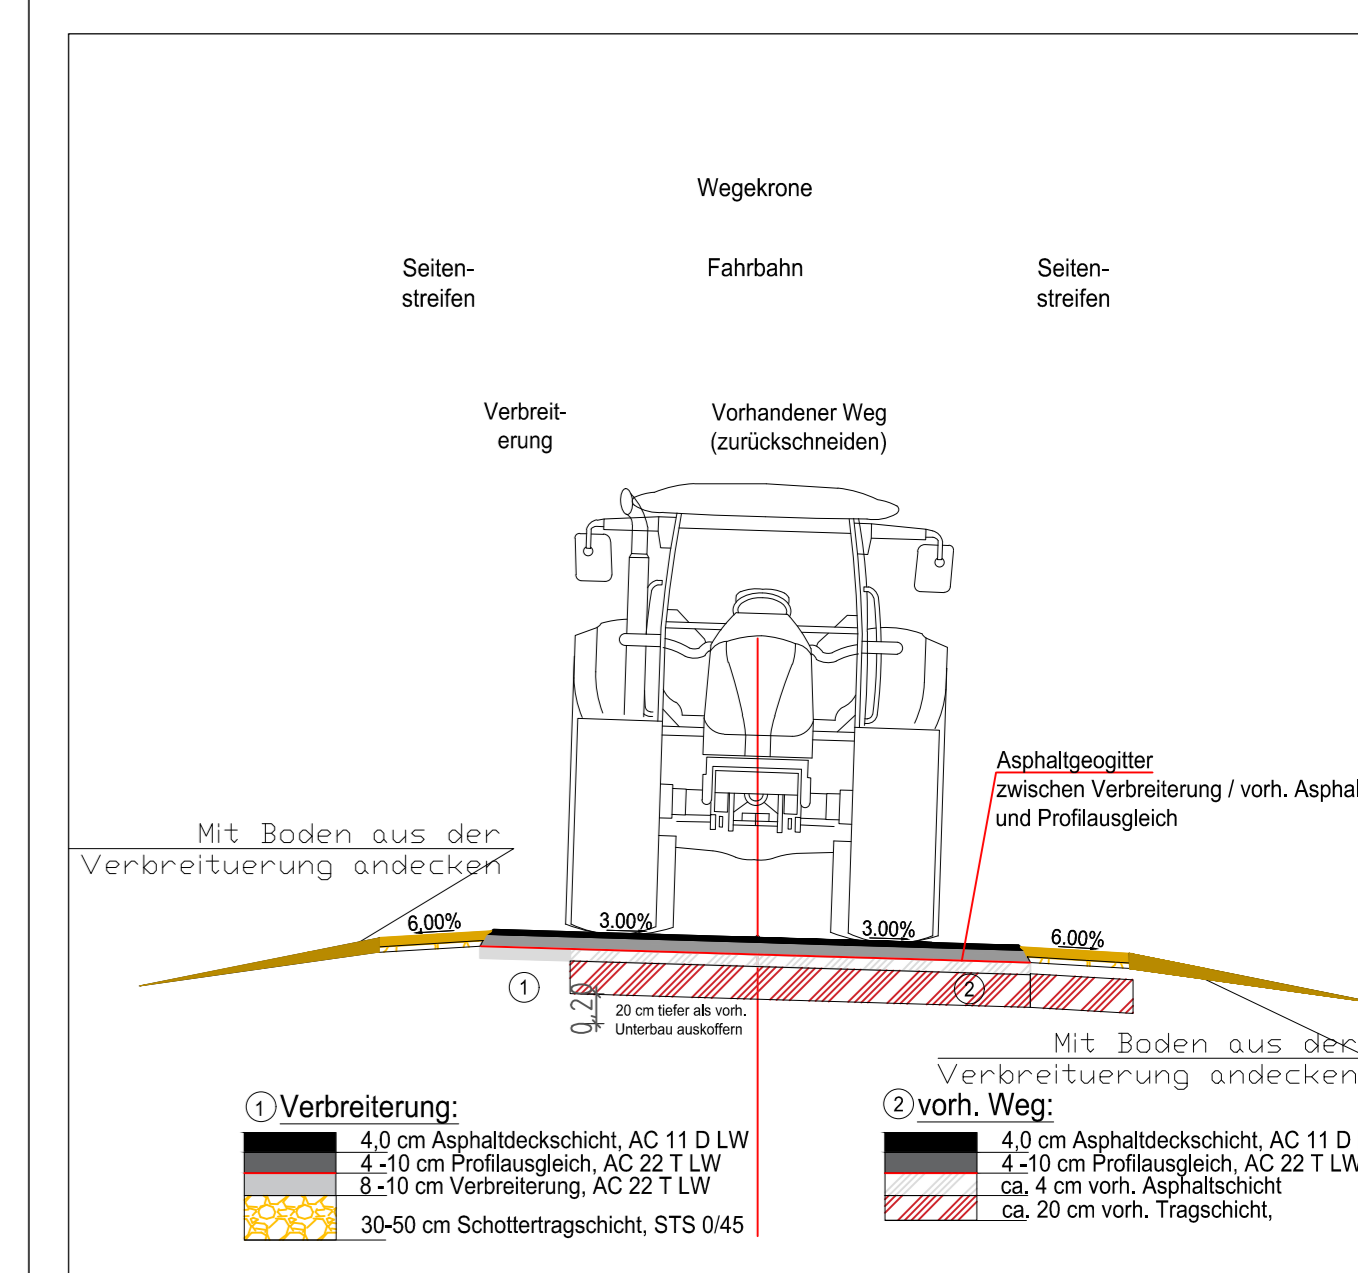 Wegekrone
Seiten-
streifen
Fahrbahn
Seiten-
streifen
Verbreit-
erung
Vorhandener Weg
(zurückschneiden)
Asphaltgeogitter
zwischen Verbreiterung / vorh. Asphal
und Profilausgleich
Mit Boden aus der
Verbreituerung andecken
6.00%
3.00%
3.00%
6.00%
1
2
0,20
20 cm tiefer als vorh.
Unterbau auskoffern
Mit Boden aus der
Verbreituerung andecken
1 Verbreiterung:
4,0 cm Asphaltdeckschicht, AC 11 D LW
4 -10 cm Profilausgleich, AC 22 T LW
8 -10 cm Verbreiterung, AC 22 T LW
30-50 cm Schottertragschicht, STS 0/45
2 vorh. Weg:
4,0 cm Asphaltdeckschicht, AC 11 D
4 -10 cm Profilausgleich, AC 22 T LW
ca. 4 cm vorh. Asphaltschicht
ca. 20 cm vorh. Tragschicht,